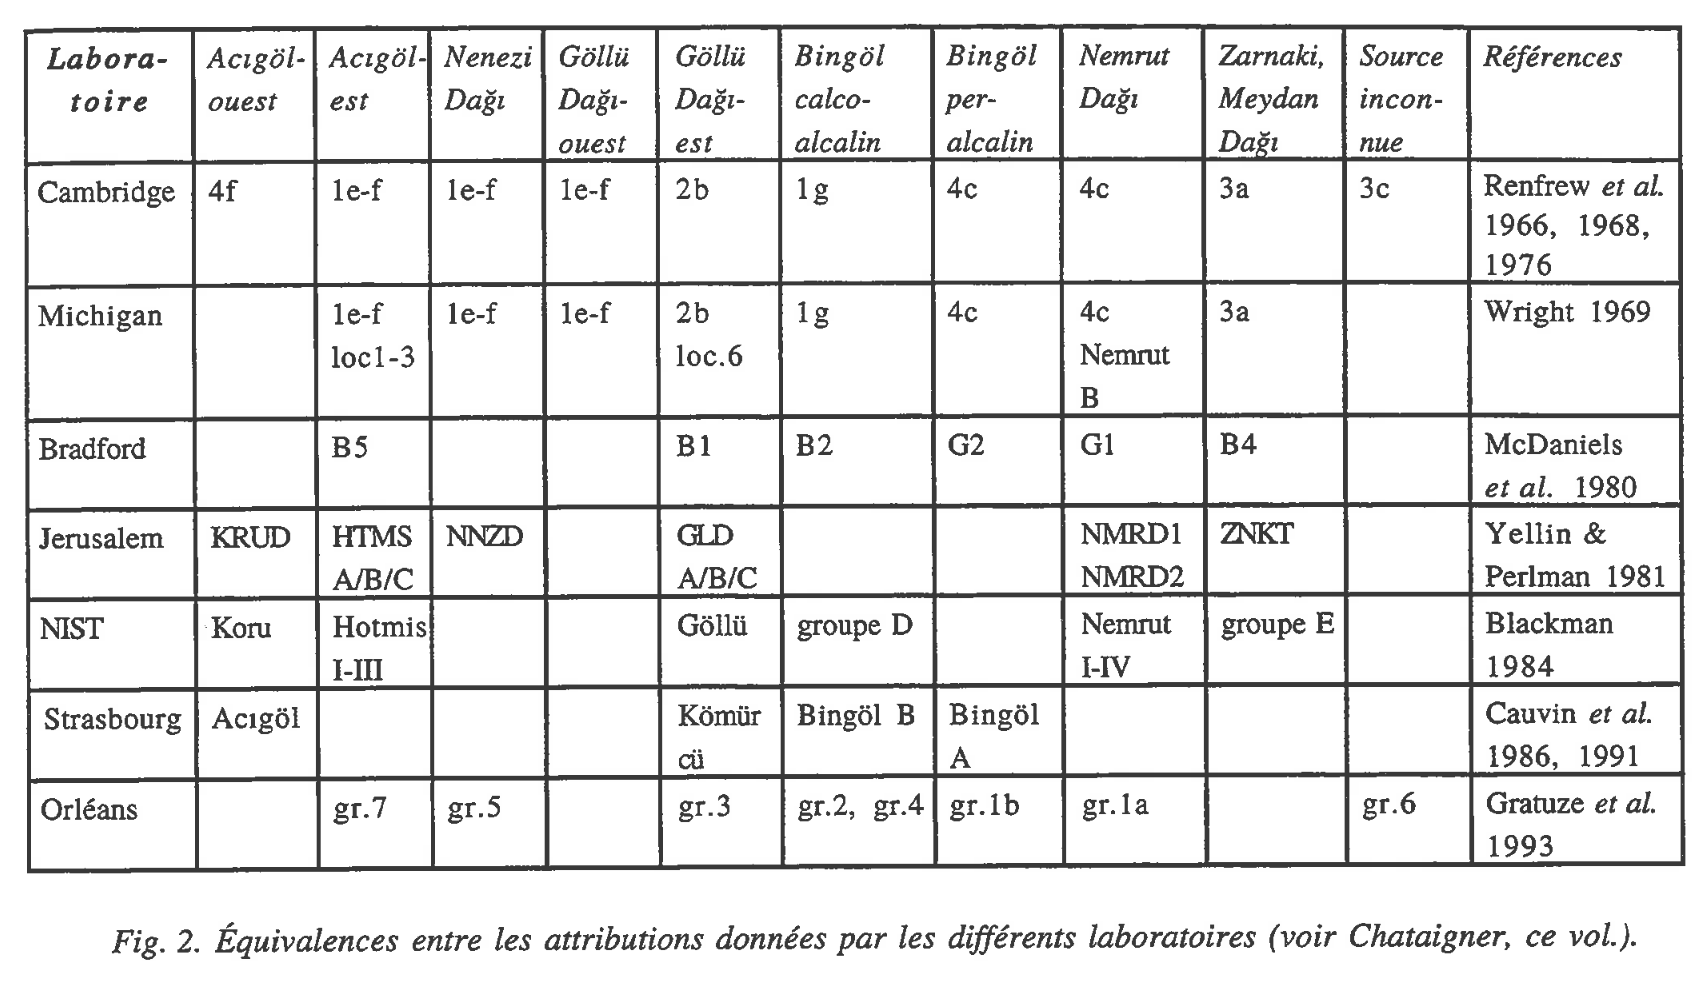 Labora- Acıgöl- Acıgöl- Nenezi Göllü Göllü Bingöl Bingöl Nemrut Zarnaki, Source Références
toire ouest est Dağı Dağı- Dağı- calco- per- Dağı Meydan incon-
ouest est alcalin alcalin Dağı nue
Cambridge 4f 1e-f 1e-f 1e-f 2b 1g 4c 4c 3a 3c Renfrew et al.
1966, 1968,
1976
Michigan 1e-f 1e-f 1e-f 2b 1g 4c 4c 3a Wright 1969
loc1-3 loc.6 Nemrut
B
Bradford B5 B1 B2 G2 G1 B4 McDaniels
et al. 1980
Jerusalem KRUD HTMS NNZD GLD NMRD1 ZNKT Yellin &
A/B/C A/B/C NMRD2 Perlman 1981
NIST Koru Hotmis Göllü groupe D Nemrut groupe E Blackman
I-III I-IV 1984
Strasbourg Acıgöl Kömür Bingöl B Bingöl Cauvin et al.
cü A 1986, 1991
Orléans gr.7 gr.5 gr.3 gr.2, gr.4 gr.1b gr.1a gr.6 Gratuze et al.
1993
Fig. 2. Équivalences entre les attributions données par les différents laboratoires (voir Chataigner, ce vol.).